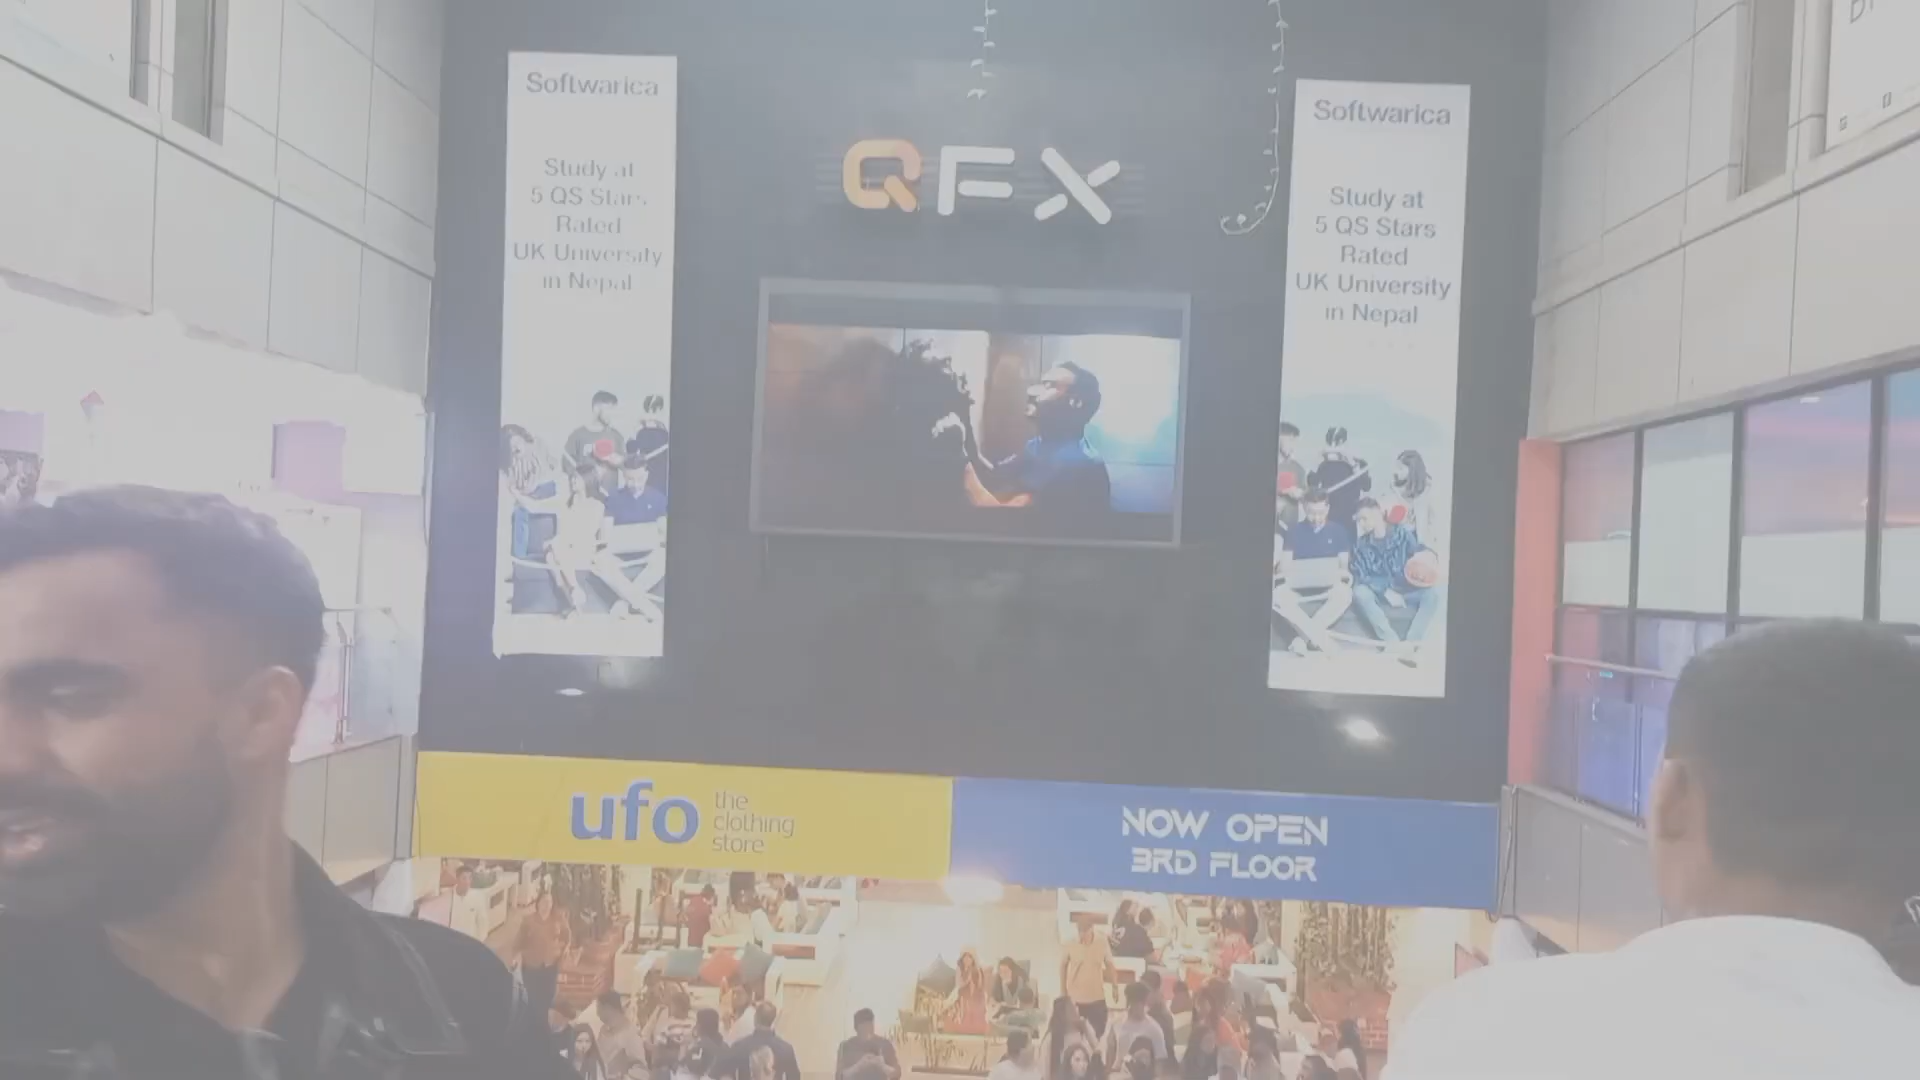 Softwarica
Study at
5 QS Stars
Rated
UK University
in Nepal
QFX
Softwarica
Study at
5 QS Stars
Rated
UK University
in Nepal
ufo
the
clothing
store
NOW OPEN
3RD FLOOR